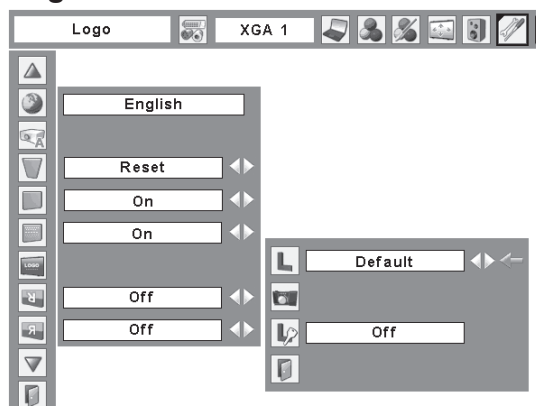 Logo
XGA 1
English
A
Reset
On
On
LOGO
L
Default
Off
Off
L
Off